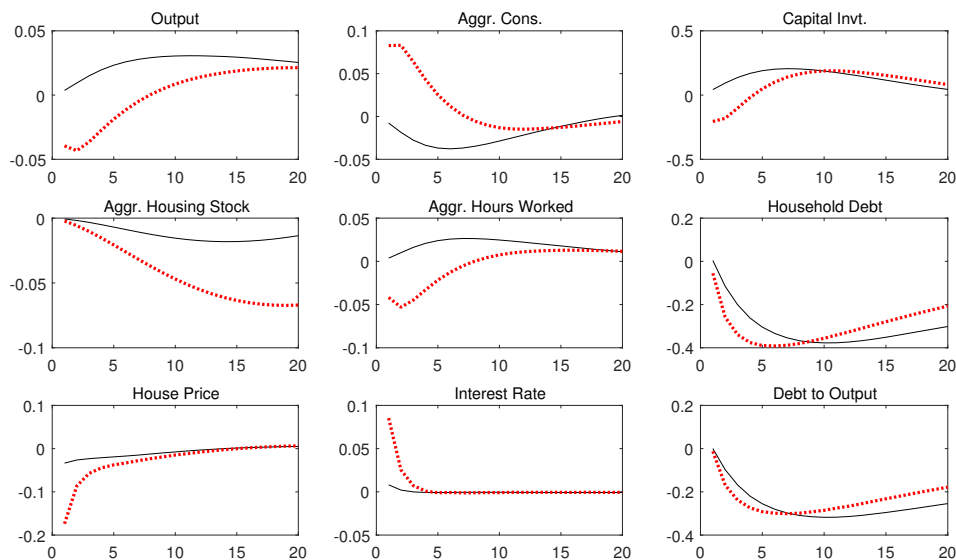 Output
Aggr. Cons.
Capital Invt.
0.05
0
-0.05
0 5 10 15 20
0.1
0.05
0
-0.05
0 5 10 15 20
0.5
0
-0.5
0 5 10 15 20
Aggr. Housing Stock
Aggr. Hours Worked
Household Debt
0
-0.05
-0.1
0 5 10 15 20
0.05
0
-0.05
-0.1
0 5 10 15 20
0.2
0
-0.2
-0.4
0 5 10 15 20
House Price
Interest Rate
Debt to Output
0.1
0
-0.1
-0.2
0 5 10 15 20
0.1
0.05
0
-0.05
0 5 10 15 20
0.2
0
-0.2
-0.4
0 5 10 15 20